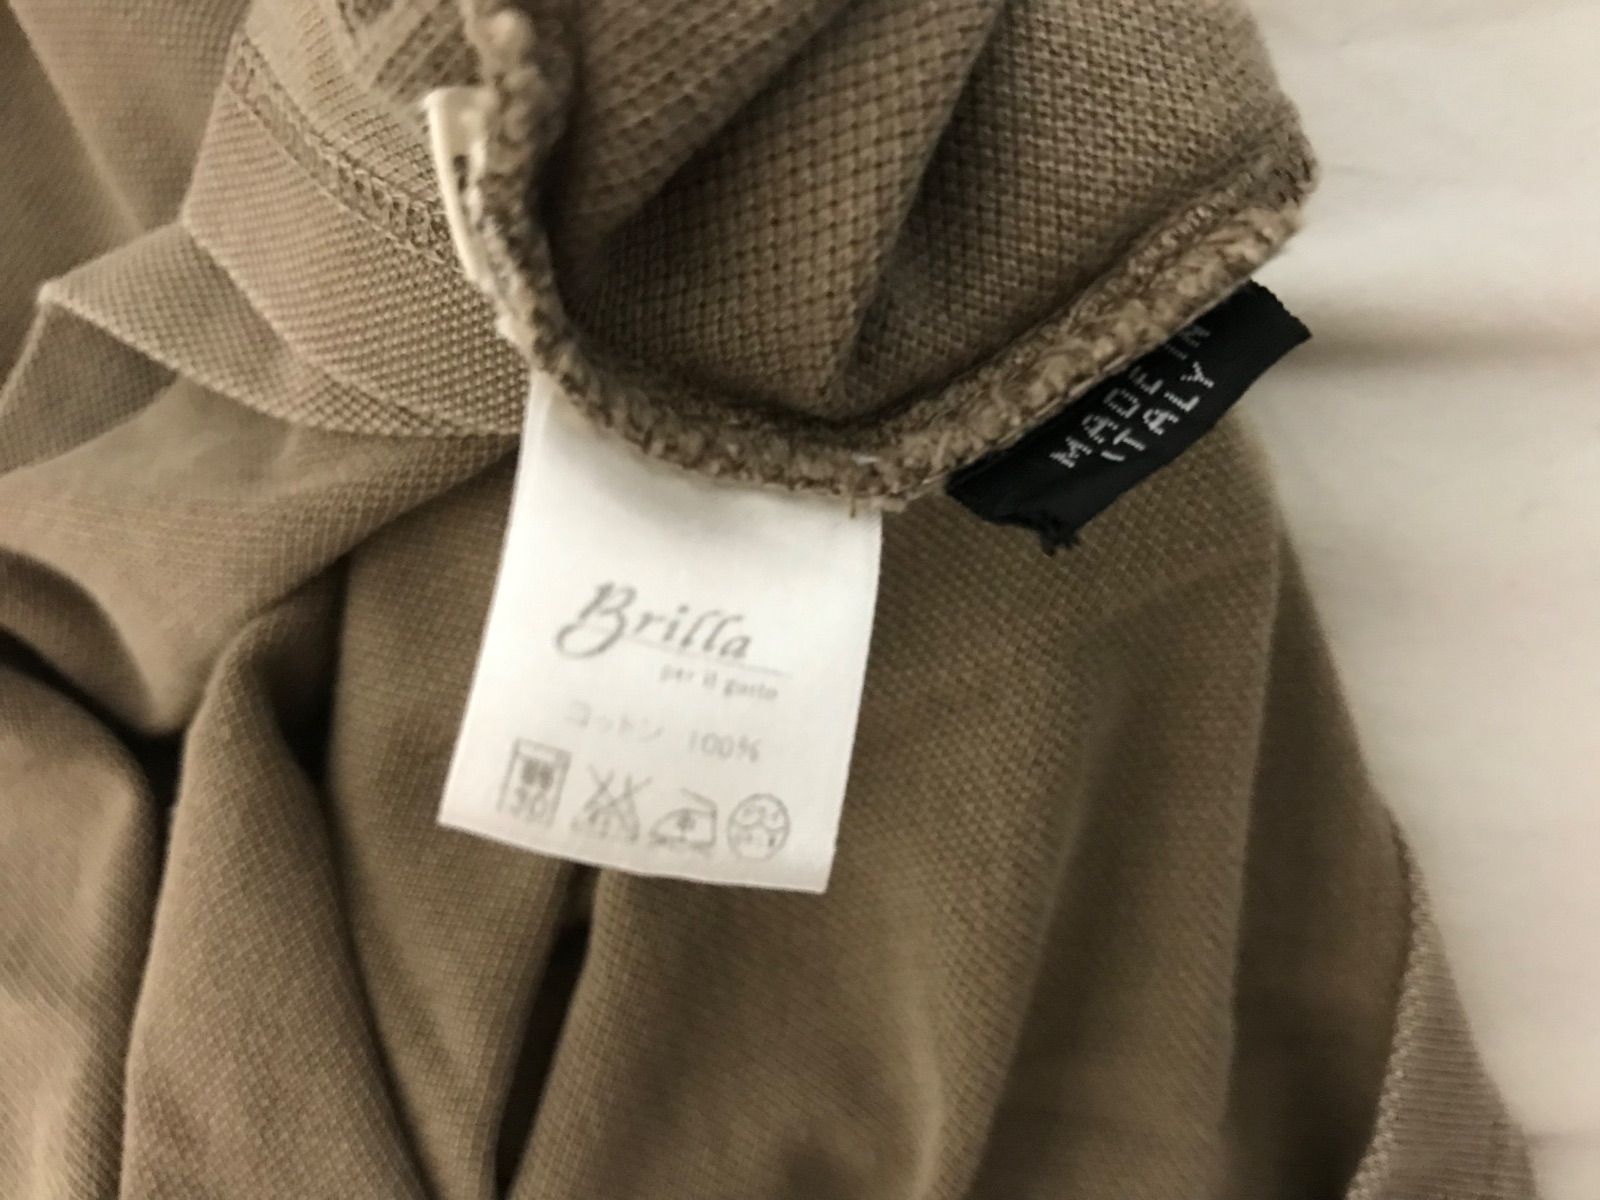 MADE IN
ITALY
Brilla
per il gusto
コットン 100%
30